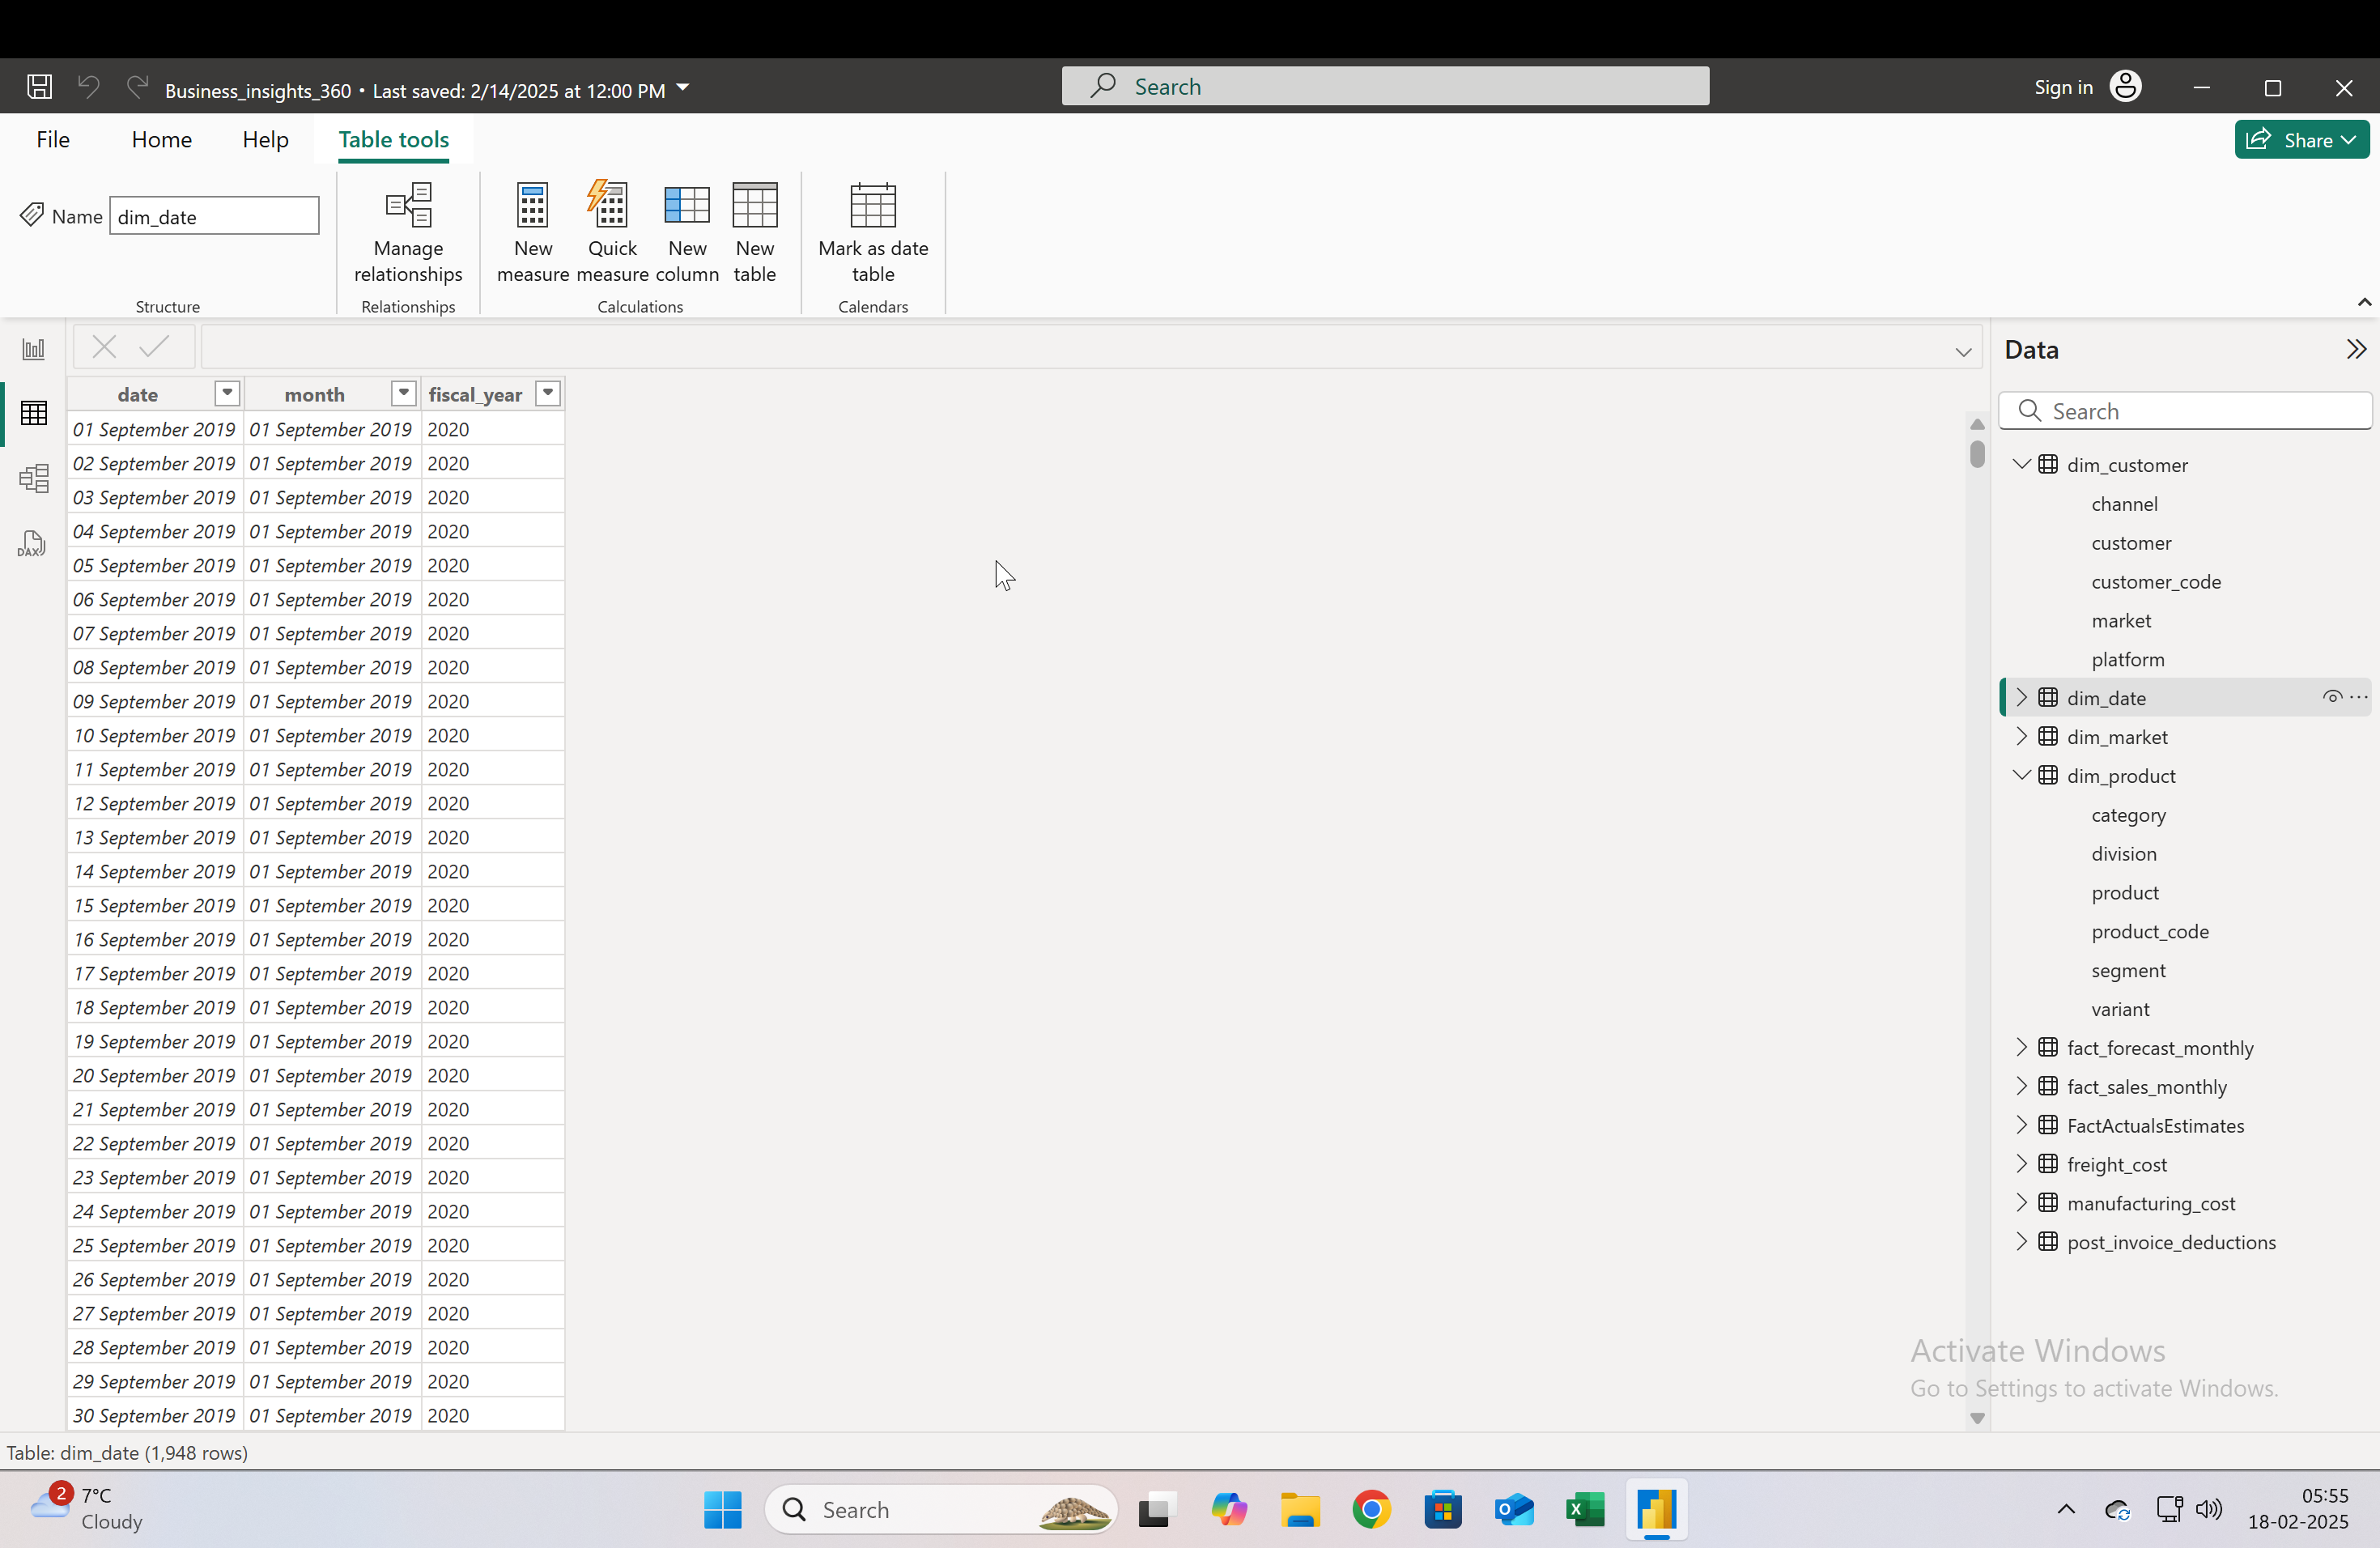 Business_insights_360 • Last saved: 2/14/2025 at 12:00 PM
Search
Sign in
File
Home
Help
Table tools
Share
Name
dim_date
Manage relationships
New measure
Quick measure
New column
New table
Mark as date table
Structure
Relationships
Calculations
Calendars
date month fiscal_year
01 September 2019 01 September 2019 2020
02 September 2019 01 September 2019 2020
03 September 2019 01 September 2019 2020
04 September 2019 01 September 2019 2020
05 September 2019 01 September 2019 2020
06 September 2019 01 September 2019 2020
07 September 2019 01 September 2019 2020
08 September 2019 01 September 2019 2020
09 September 2019 01 September 2019 2020
10 September 2019 01 September 2019 2020
11 September 2019 01 September 2019 2020
12 September 2019 01 September 2019 2020
13 September 2019 01 September 2019 2020
14 September 2019 01 September 2019 2020
15 September 2019 01 September 2019 2020
16 September 2019 01 September 2019 2020
17 September 2019 01 September 2019 2020
18 September 2019 01 September 2019 2020
19 September 2019 01 September 2019 2020
20 September 2019 01 September 2019 2020
21 September 2019 01 September 2019 2020
22 September 2019 01 September 2019 2020
23 September 2019 01 September 2019 2020
24 September 2019 01 September 2019 2020
25 September 2019 01 September 2019 2020
26 September 2019 01 September 2019 2020
27 September 2019 01 September 2019 2020
28 September 2019 01 September 2019 2020
29 September 2019 01 September 2019 2020
30 September 2019 01 September 2019 2020
DAX
Data
Search
dim_customer
channel
customer
customer_code
market
platform
dim_date
dim_market
dim_product
category
division
product
product_code
segment
variant
fact_forecast_monthly
fact_sales_monthly
FactActualsEstimates
freight_cost
manufacturing_cost
post_invoice_deductions
Activate Windows
Go to Settings to activate Windows.
Table: dim_date (1,948 rows)
2
7°C
Cloudy
Search
05:55
18-02-2025